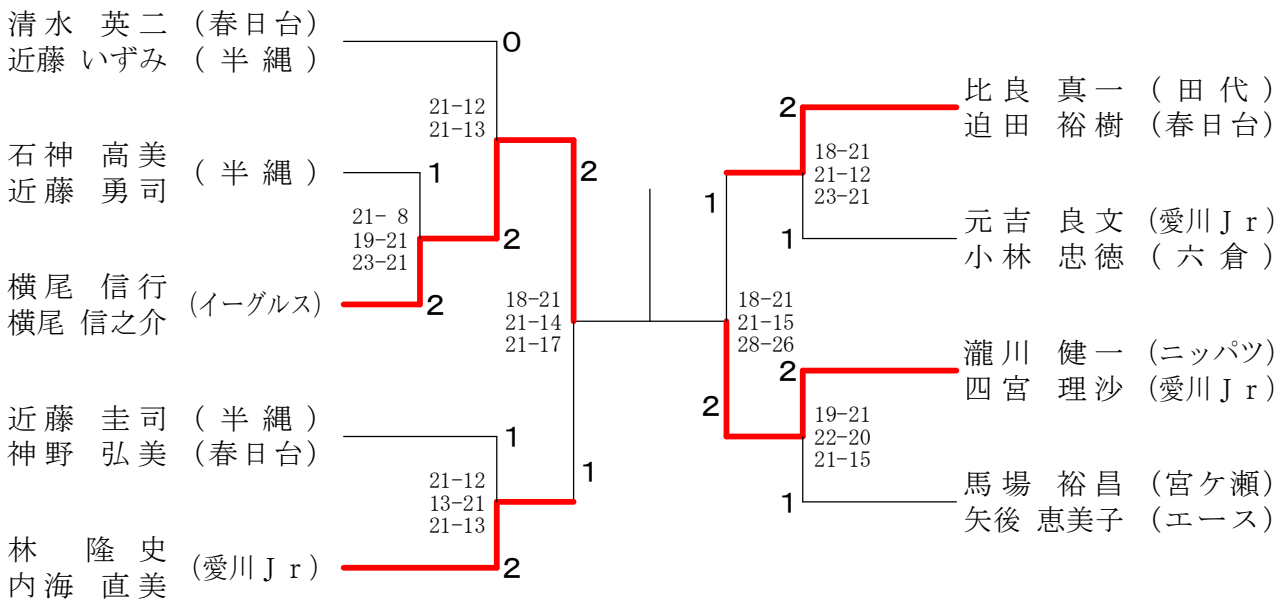 清水 英二 (春日台)
近藤 いずみ (半縄)
0
21-12
21-13
石神 高美
近藤 勇司
(半縄)
1
21- 8
19-21
23-21
2
2
横尾 信行
横尾 信之介
(イーグルス)
2
18-21
21-14
21-17
近藤 圭司 (半縄)
神野 弘美 (春日台)
1
21-12
13-21
21-13
1
林 隆史
内海 直美
(愛川Jr)
2
比良 真一 (田代)
迫田 裕樹 (春日台)
2
18-21
21-12
23-21
1
元吉 良文 (愛川Jr)
小林 忠徳 (六倉)
1
18-21
21-15
28-26
瀧川 健一 (ニッパツ)
四宮 理沙 (愛川Jr)
2
2
19-21
22-20
21-15
馬場 裕昌 (宮ケ瀬)
矢後 恵美子 (エース)
1